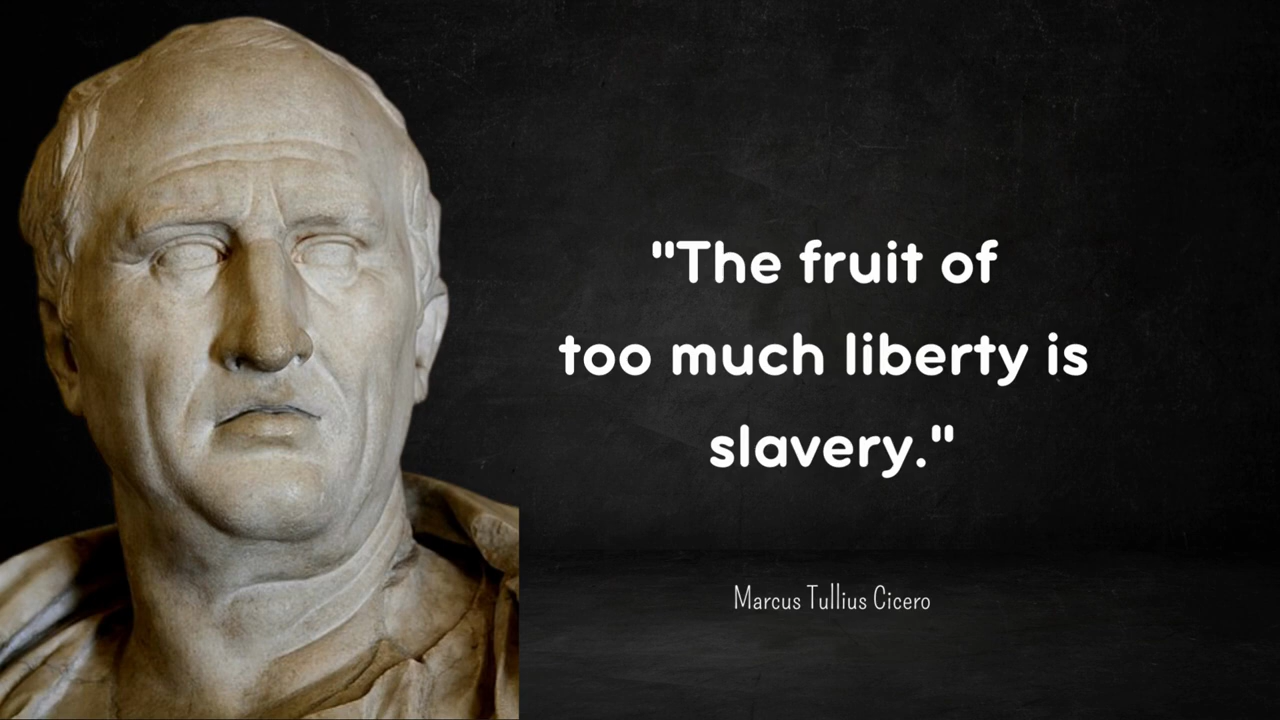 "The fruit of
too much liberty is
slavery."
Marcus Tullius Cicero